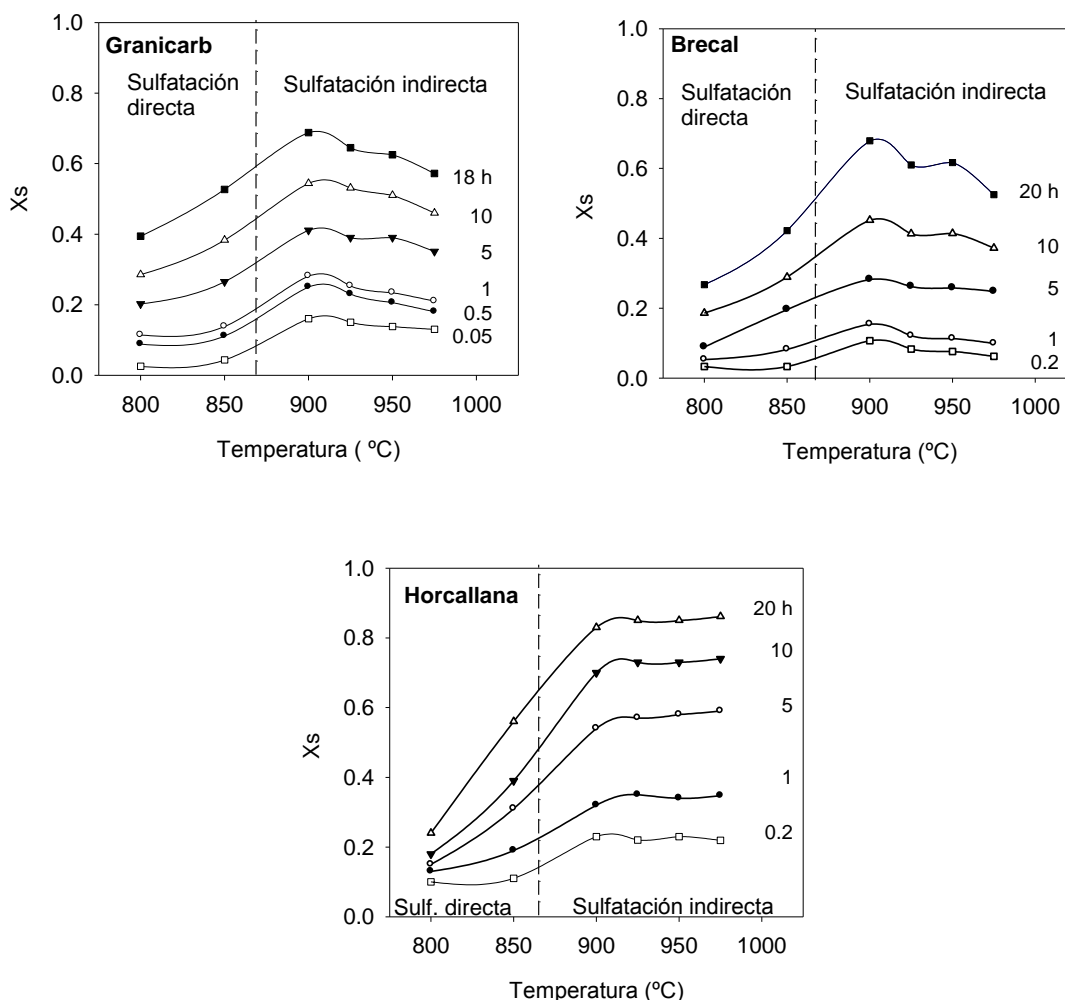 Granicarb
Sulfatación
directa
Sulfatación indirecta
1.0
0.8
0.6
0.4
0.2
0.0
Xs
18 h
10
5
1
0.5
0.05
800 850 900 950 1000
Temperatura ( ºC)
Brecal
Sulfatación
directa
Sulfatación indirecta
1.0
0.8
0.6
0.4
0.2
0.0
Xs
20 h
10
5
1
0.2
800 850 900 950 1000
Temperatura (ºC)
Horcallana
1.0
0.8
0.6
0.4
0.2
0.0
Xs
20 h
10
5
1
0.2
Sulf. directa
Sulfatación indirecta
800 850 900 950 1000
Temperatura (ºC)